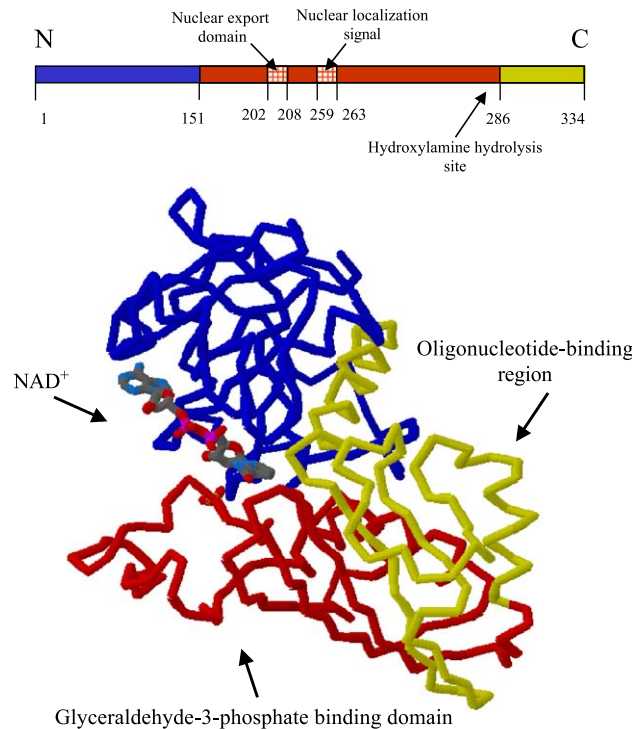 Nuclear export
domain
Nuclear localization
signal
N
C
1
151
202
208
259
263
286
334
Hydroxylamine hydrolysis
site
Oligonucleotide-binding
region
NAD⁺
Glyceraldehyde-3-phosphate binding domain